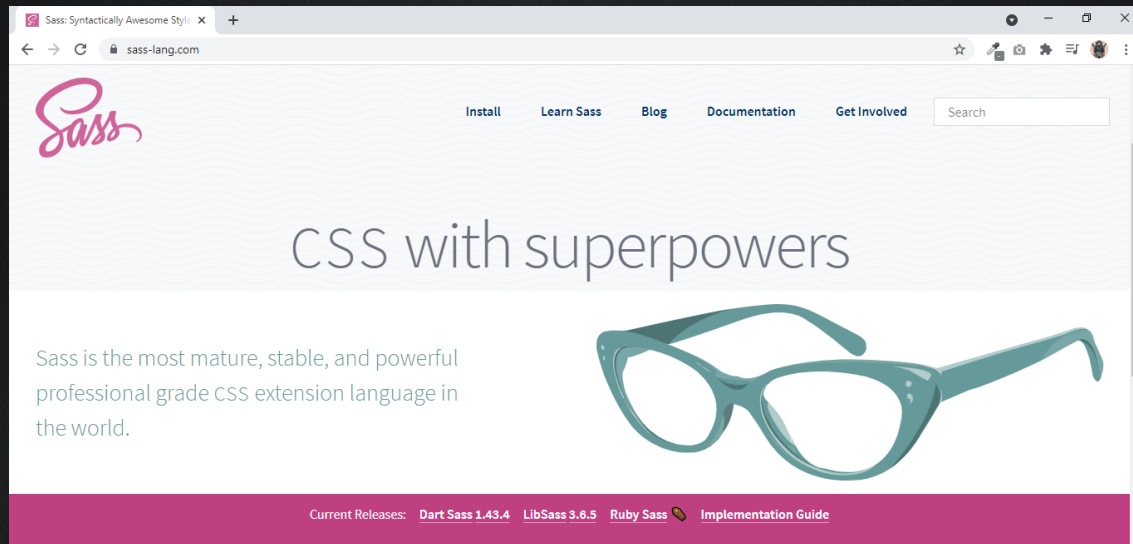 Sass: Syntactically Awesome Style
sass-lang.com
Sass
Install Learn Sass Blog Documentation Get Involved Search
CSS with superpowers
Sass is the most mature, stable, and powerful
professional grade CSS extension language in
the world.
Current Releases: Dart Sass 1.43.4 LibSass 3.6.5 Ruby Sass ⚰ Implementation Guide